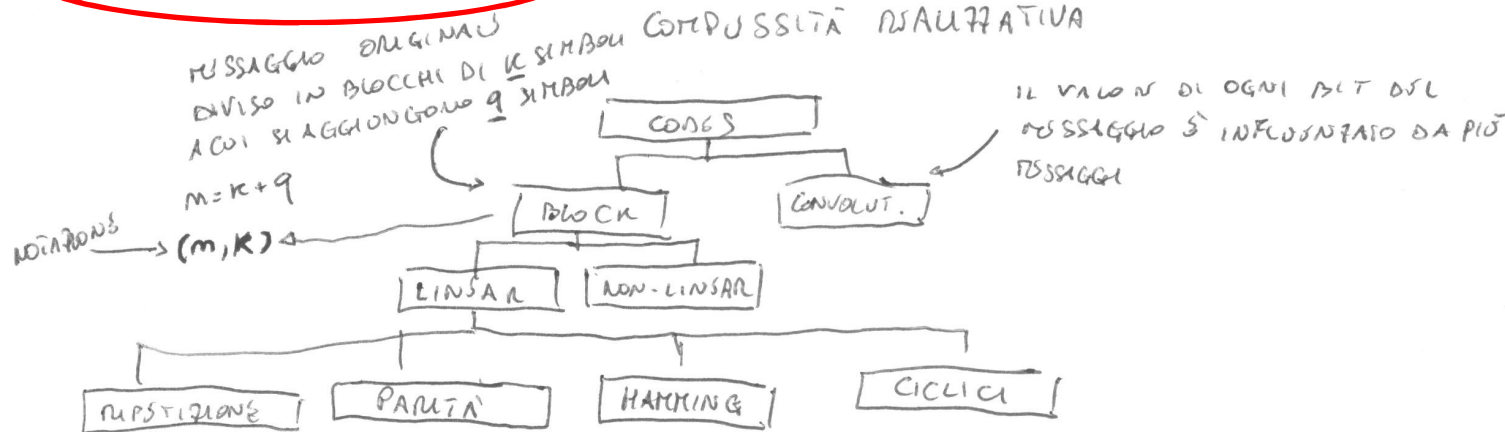 COMPLESSITÀ REALIZZATIVA
MESSAGGIO ORIGINALE
DIVISO IN BLOCCHI DI K SIMBOLI
A CUI SI AGGIUNGONO q SIMBOLI
m=K+q
NOTAZIONE
(m,K)
IL VALORE DI OGNI BIT DEL
MESSAGGIO È INFLUENZATO DA PIÙ
MESSAGGI
CODES
BLOCK
CONVOLUT.
LINEAR
NON-LINEAR
RIPETIZIONE
PARITÀ
HAMMING
CICLICI